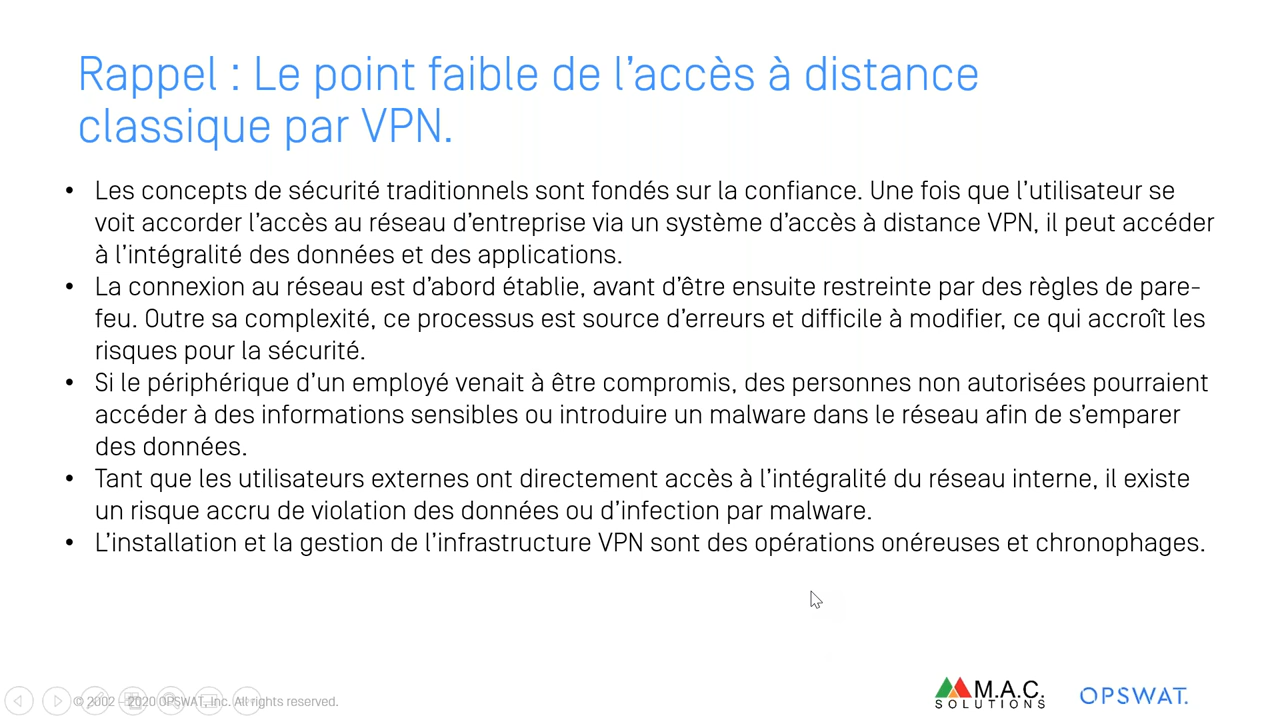 Rappel : Le point faible de l’accès à distance
classique par VPN.
• Les concepts de sécurité traditionnels sont fondés sur la confiance. Une fois que l’utilisateur se
voit accorder l’accès au réseau d’entreprise via un système d’accès à distance VPN, il peut accéder
à l’intégralité des données et des applications.
• La connexion au réseau est d’abord établie, avant d’être ensuite restreinte par des règles de pare-
feu. Outre sa complexité, ce processus est source d’erreurs et difficile à modifier, ce qui accroît les
risques pour la sécurité.
• Si le périphérique d’un employé venait à être compromis, des personnes non autorisées pourraient
accéder à des informations sensibles ou introduire un malware dans le réseau afin de s’emparer
des données.
• Tant que les utilisateurs externes ont directement accès à l’intégralité du réseau interne, il existe
un risque accru de violation des données ou d’infection par malware.
• L’installation et la gestion de l’infrastructure VPN sont des opérations onéreuses et chronophages.
© 2002 - 2020 OPSWAT, Inc. All rights reserved.
M.A.C.
SOLUTIONS
OPSWAT.